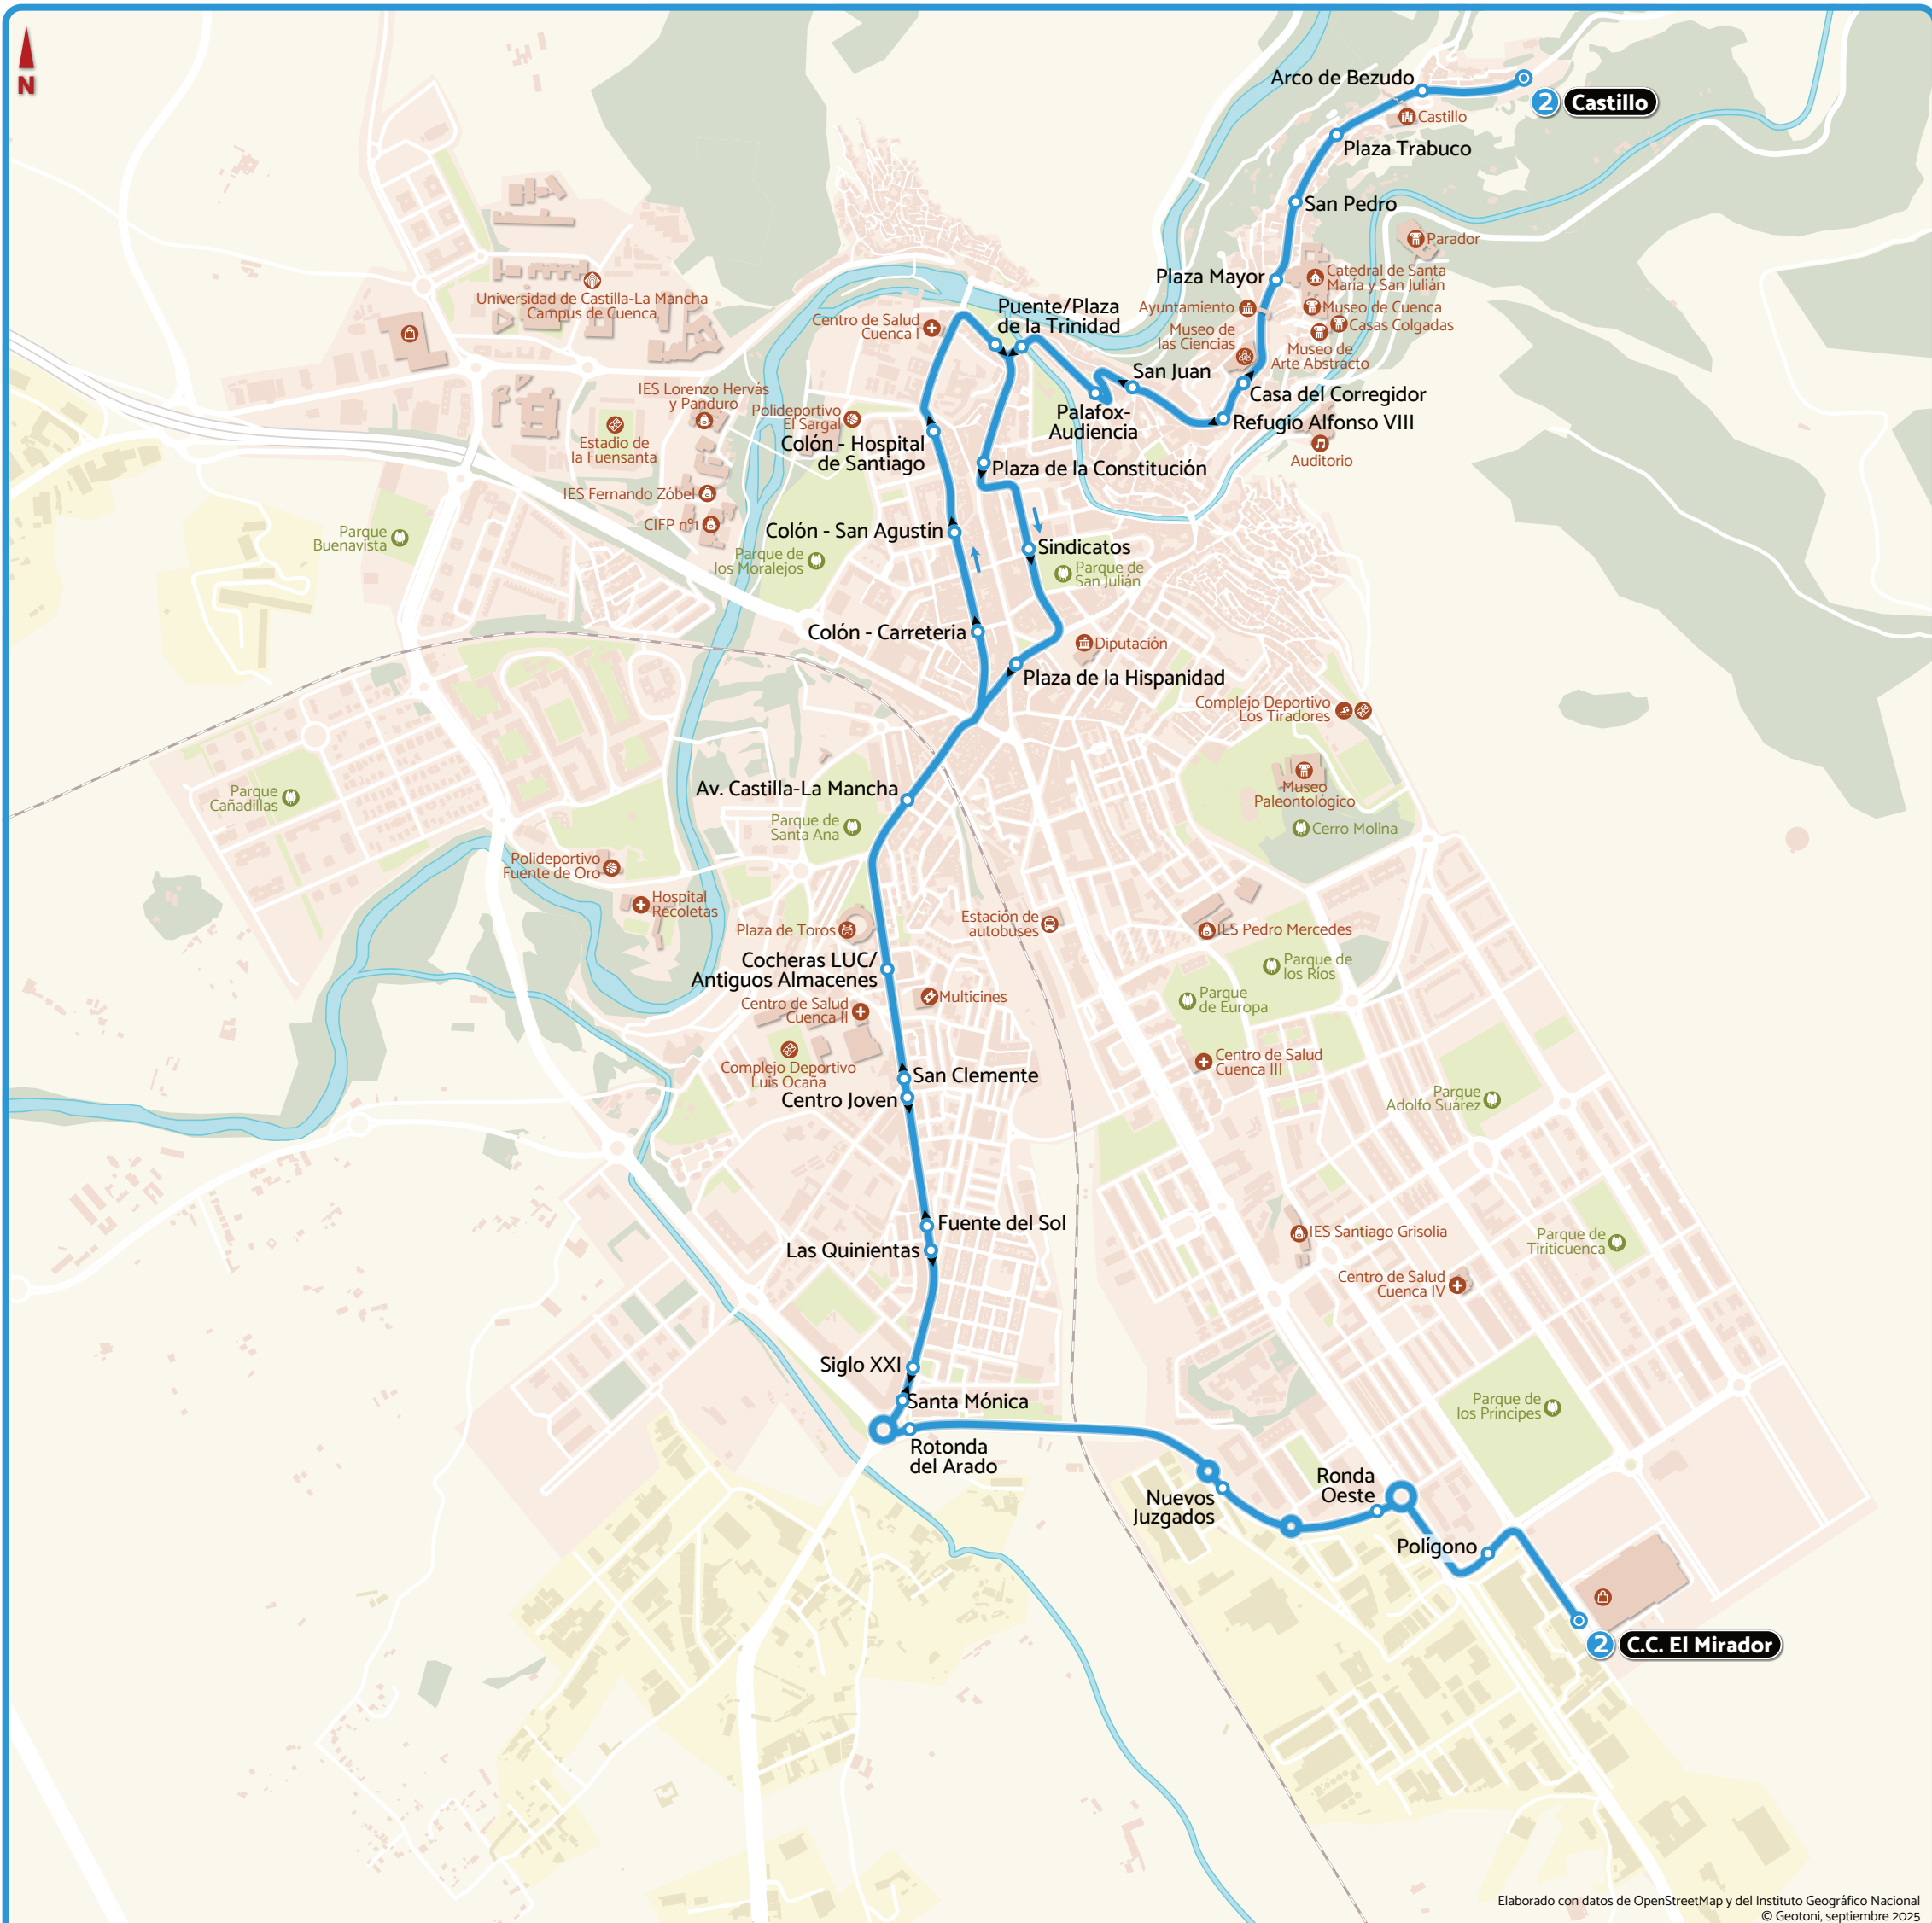 N
Arco de Bezudo
2 Castillo
Castillo
Plaza Trabuco
San Pedro
Parador
Plaza Mayor
Catedral de Santa
María y San Julián
Ayuntamiento
Museo de Cuenca
Casas Colgadas
Museo de
las Ciencias
Museo de
Arte Abstracto
Puente/Plaza
de la Trinidad
Centro de Salud
Cuenca I
Universidad de Castilla-La Mancha
Campus de Cuenca
San Juan
Casa del Corregidor
Palafox-
Audiencia
Refugio Alfonso VIII
Auditorio
IES Lorenzo Hervás
y Panduro
Polideportivo
El Sargal
Estadio de
la Fuensanta
Colón - Hospital
de Santiago
Plaza de la Constitución
IES Fernando Zóbel
CIFP nº1
Parque
Buenavista
Colón - San Agustín
Parque de
los Moralejos
Sindicatos
Parque de
San Julián
Colón - Carreteria
Diputación
Plaza de la Hispanidad
Complejo Deportivo
Los Tiradores
Museo
Paleontológico
Cerro Molina
Parque
Cañadillas
Av. Castilla-La Mancha
Parque de
Santa Ana
Polideportivo
Fuente de Oro
Hospital
Recoletas
Plaza de Toros
Estación de
autobuses
IES Pedro Mercedes
Parque de
los Ríos
Parque
de Europa
Cocheras LUC/
Antiguos Almacenes
Multicines
Centro de Salud
Cuenca II
Complejo Deportivo
Luis Ocaña
San Clemente
Centro Joven
Centro de Salud
Cuenca III
Parque
Adolfo Suárez
Fuente del Sol
Las Quinientas
IES Santiago Grisolia
Parque de
Tiriticuenca
Centro de Salud
Cuenca IV
Siglo XXI
Santa Mónica
Parque de
los Príncipes
Rotonda
del Arado
Nuevos
Juzgados
Ronda
Oeste
Polígono
2 C.C. El Mirador
Elaborado con datos de OpenStreetMap y del Instituto Geográfico Nacional
© Geotoni, septiembre 2025